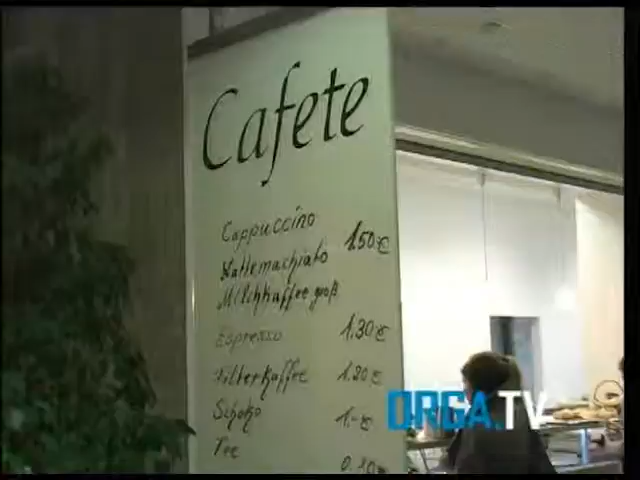 Cafete
Cappuccino
1.50 €
Lattemachiato
Milchkaffee groß
Espresso 1.30 €
Filterkaffee 1.30 €
Schoko 1.- €
Tee
ORGA.TV